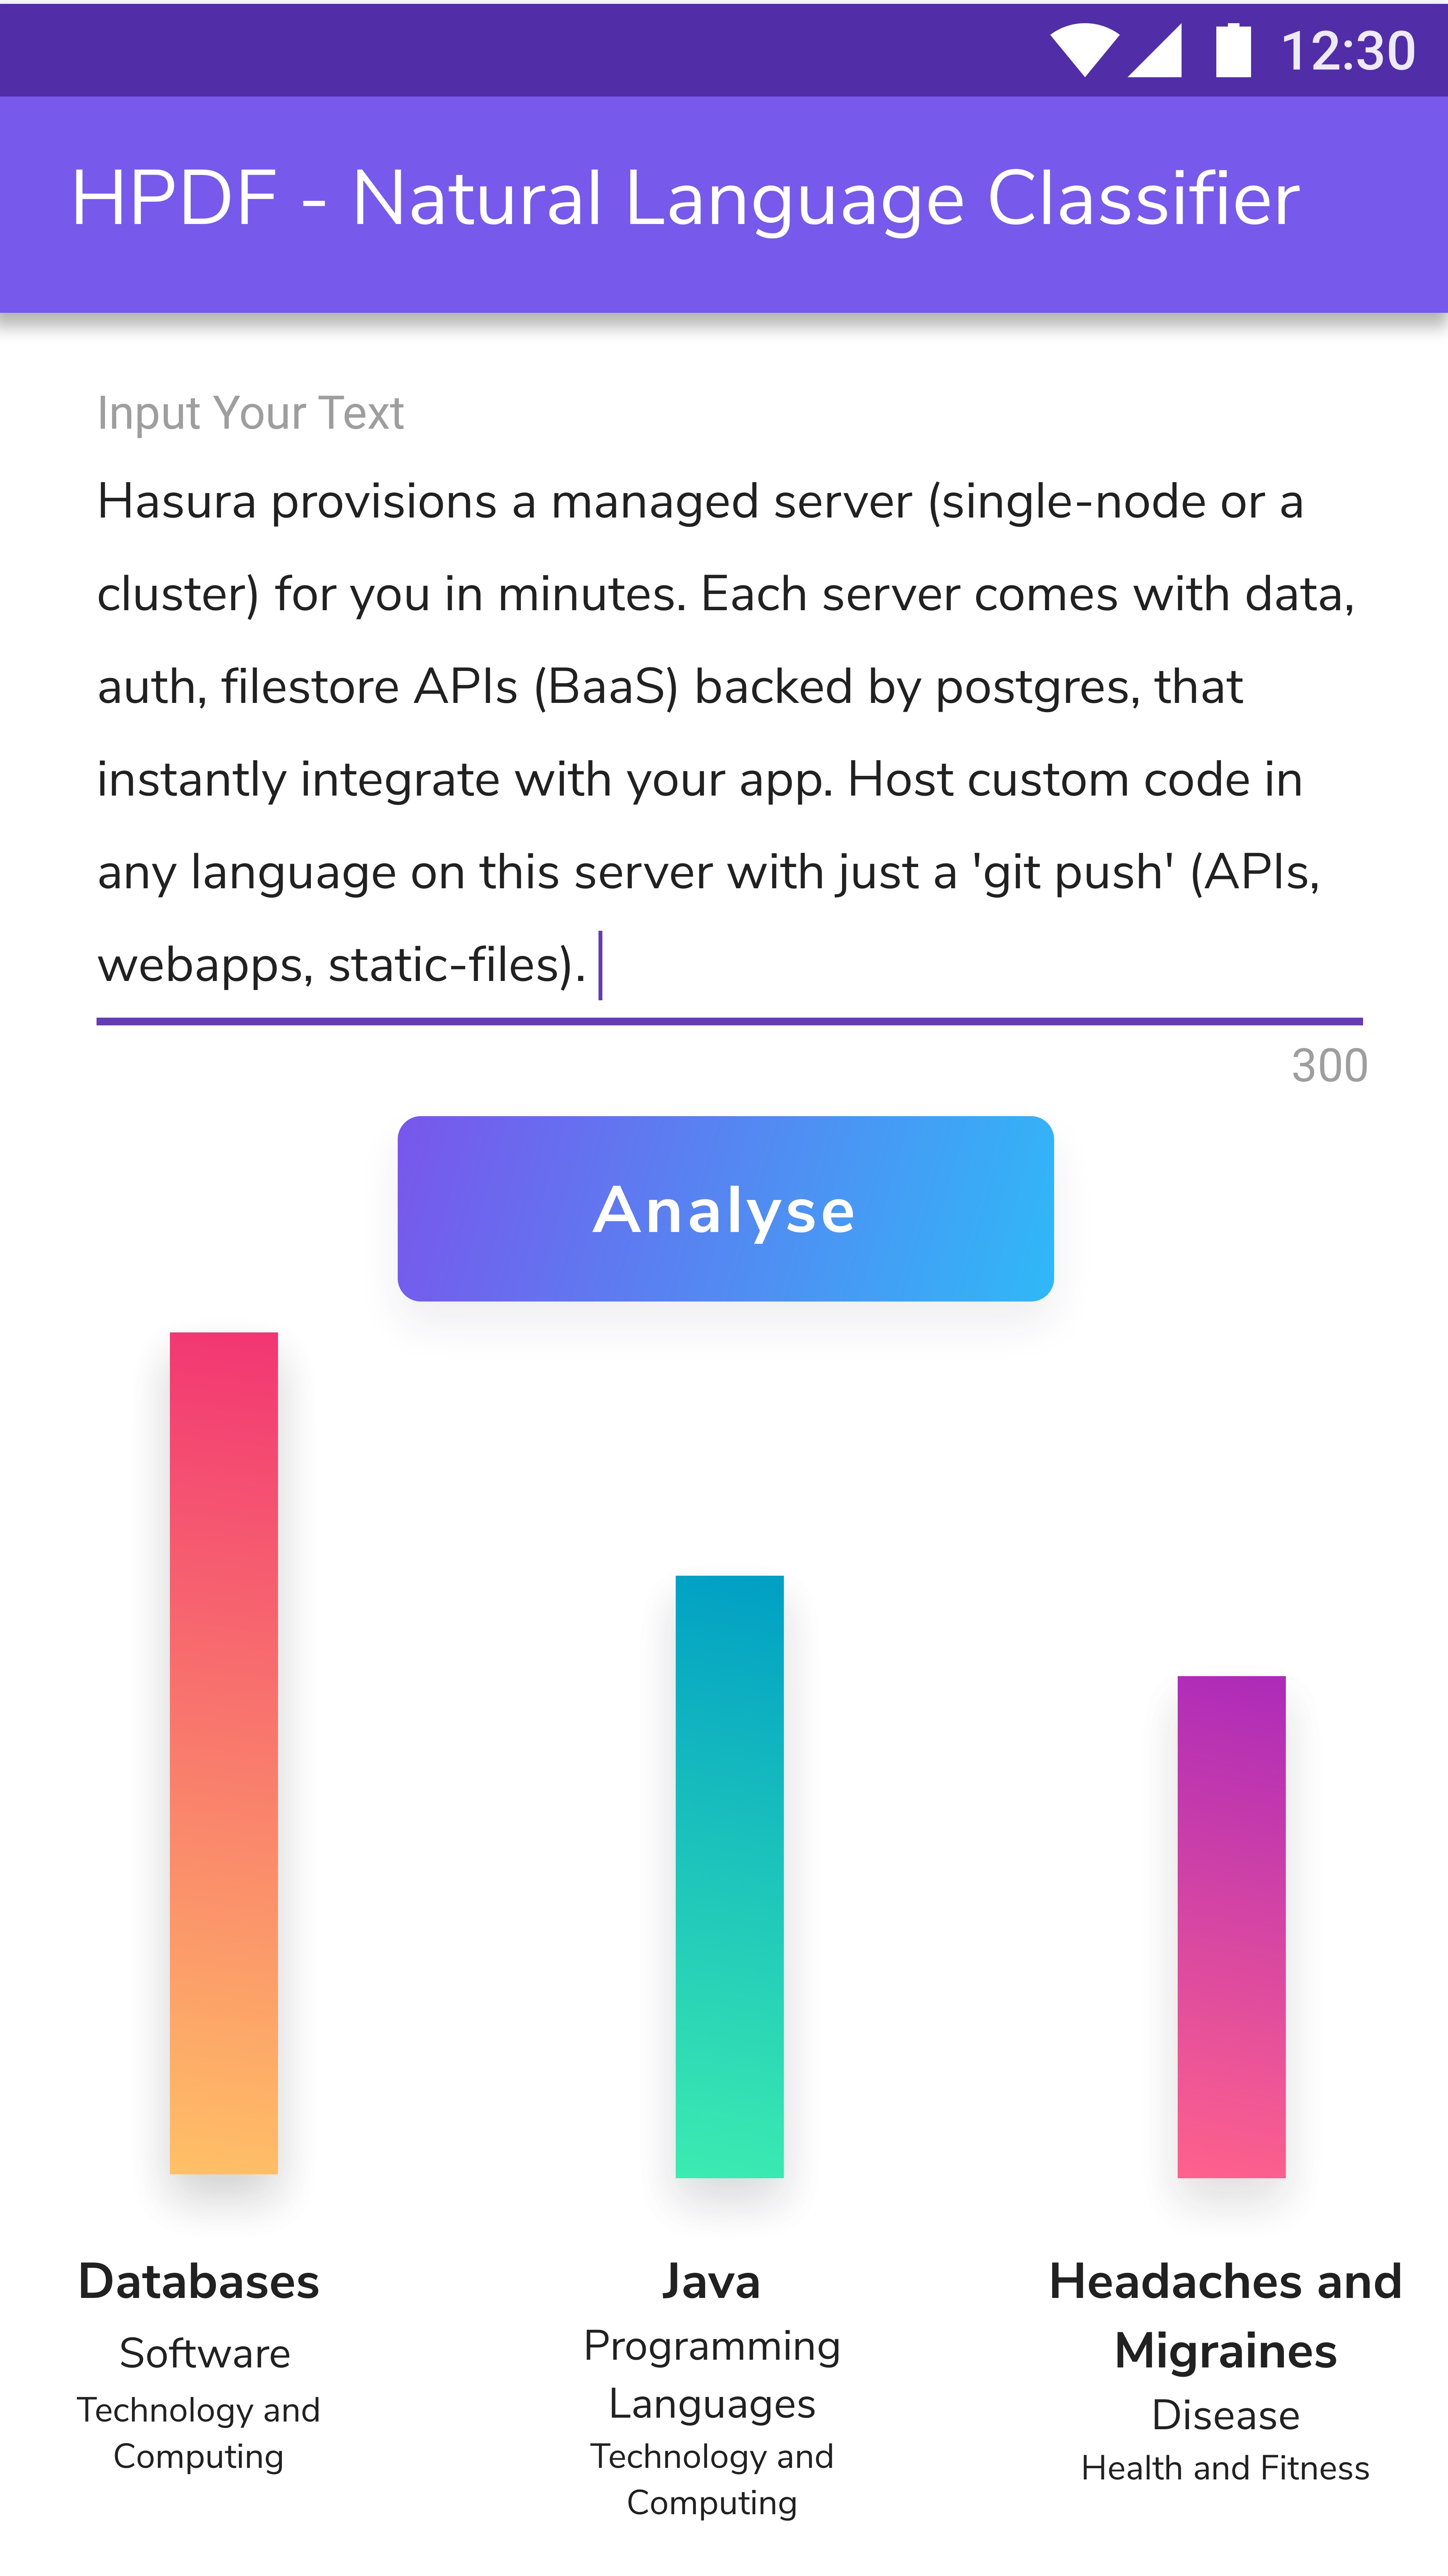 12:30
HPDF - Natural Language Classifier
Input Your Text
Hasura provisions a managed server (single-node or a
cluster) for you in minutes. Each server comes with data,
auth, filestore APIs (BaaS) backed by postgres, that
instantly integrate with your app. Host custom code in
any language on this server with just a 'git push' (APIs,
webapps, static-files).
300
Analyse
Databases
Software
Technology and
Computing
Java
Programming
Languages
Technology and
Computing
Headaches and
Migraines
Disease
Health and Fitness